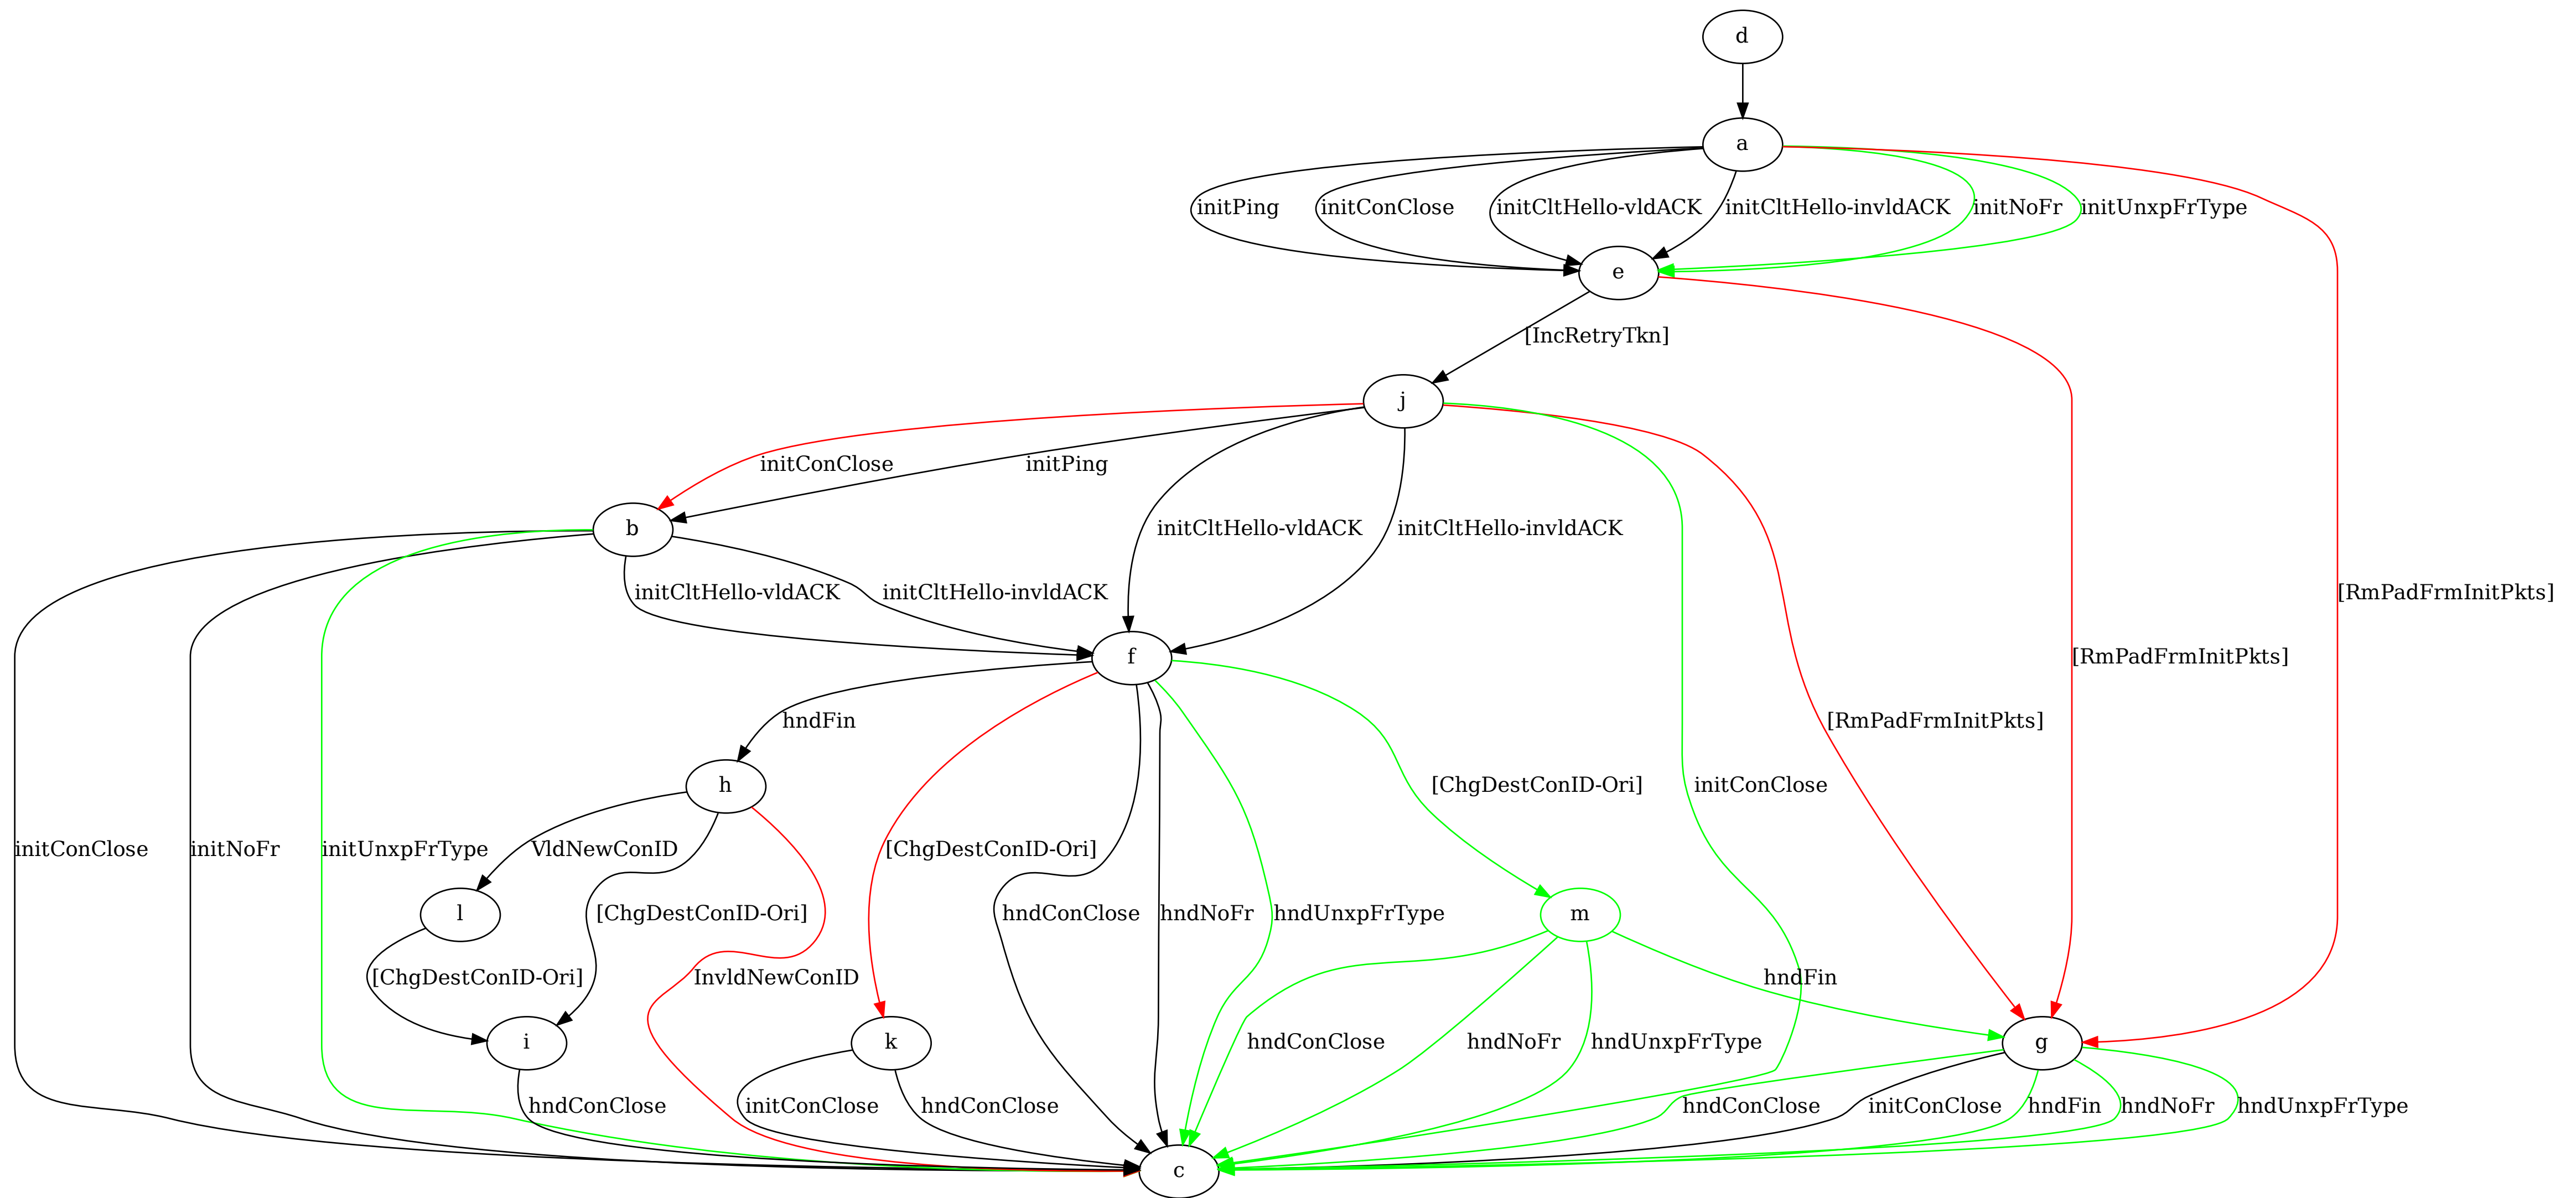 d
a
initPing
initConClose
initCltHello-vldACK
initCltHello-invldACK
initNoFr
initUnxpFrType
e
[IncRetryTkn]
j
initConClose
initPing
b
initCltHello-vldACK
initCltHello-invldACK
initCltHello-vldACK
initCltHello-invldACK
[RmPadFrmInitPkts]
f
[RmPadFrmInitPkts]
hndFin
[RmPadFrmInitPkts]
h
[ChgDestConID-Ori]
initConClose
initConClose
initNoFr
initUnxpFrType
VldNewConID
[ChgDestConID-Ori]
l
[ChgDestConID-Ori]
hndConClose
hndNoFr
hndUnxpFrType
m
[ChgDestConID-Ori]
InvldNewConID
hndFin
i
k
hndConClose
hndNoFr
hndUnxpFrType
g
hndConClose
initConClose
hndConClose
hndConClose
initConClose
hndFin
hndNoFr
hndUnxpFrType
c